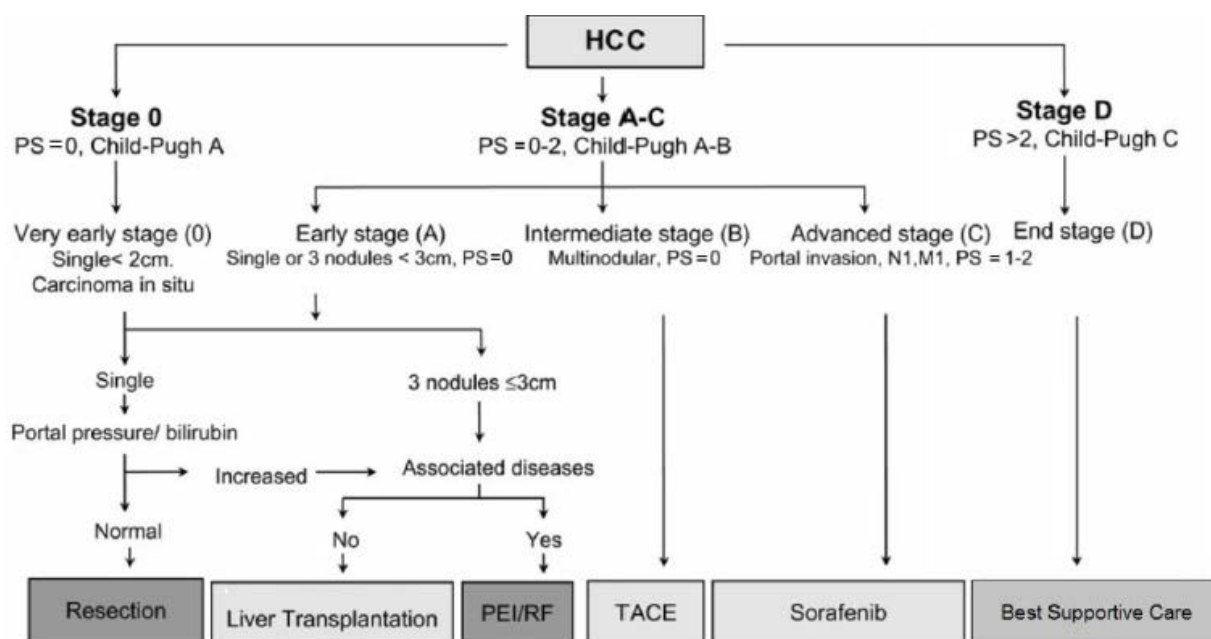 HCC
Stage 0
PS=0, Child-Pugh A
Stage A-C
PS=0-2, Child-Pugh A-B
Stage D
PS>2, Child-Pugh C
Very early stage (0)
Single< 2cm.
Carcinoma in situ
Early stage (A)
Single or 3 nodules < 3cm, PS=0
Intermediate stage (B)
Multinodular, PS=0
Advanced stage (C)
Portal invasion, N1,M1, PS = 1-2
End stage (D)
Single
3 nodules ≤3cm
Portal pressure/ bilirubin
Increased
Associated diseases
Normal
No
Yes
Resection
Liver Transplantation
PEI/RF
TACE
Sorafenib
Best Supportive Care